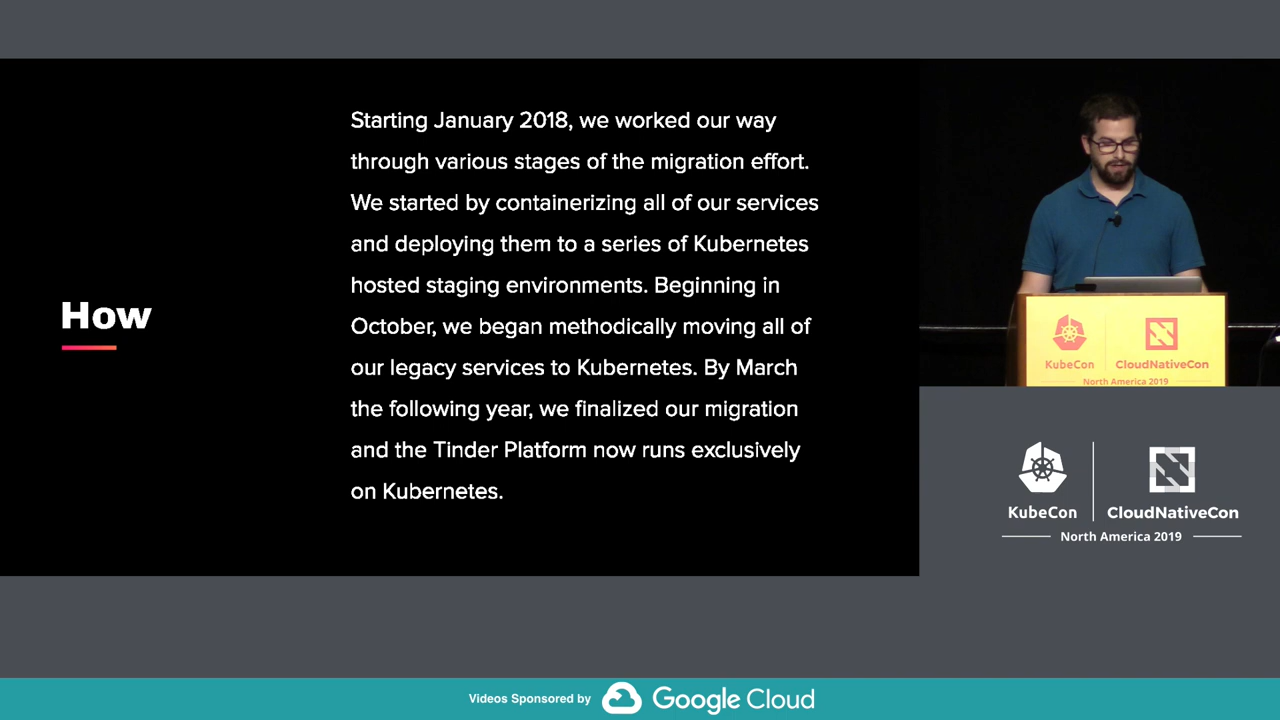 How
Starting January 2018, we worked our way
through various stages of the migration effort.
We started by containerizing all of our services
and deploying them to a series of Kubernetes
hosted staging environments. Beginning in
October, we began methodically moving all of
our legacy services to Kubernetes. By March
the following year, we finalized our migration
and the Tinder Platform now runs exclusively
on Kubernetes.
KubeCon CloudNativeCon
North America 2019
KubeCon CloudNativeCon
North America 2019
Videos Sponsored by Google Cloud